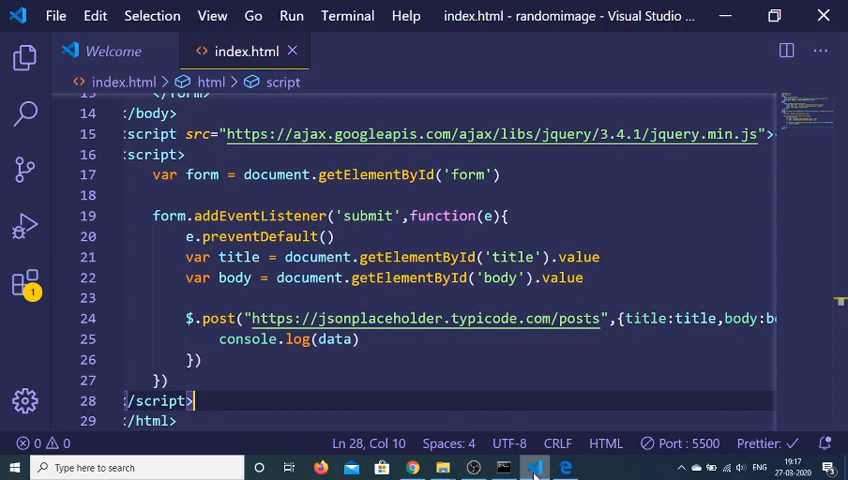 File Edit Selection View Go Run Terminal Help index.html - randomimage - Visual Studio ...
Welcome index.html
index.html html script
13 </form>
14 </body>
15 <script src="https://ajax.googleapis.com/ajax/libs/jquery/3.4.1/jquery.min.js">
16 <script>
17 var form = document.getElementById('form')
18
19 form.addEventListener('submit',function(e){
20 e.preventDefault()
21 var title = document.getElementById('title').value
22 var body = document.getElementById('body').value
23
24 $.post("https://jsonplaceholder.typicode.com/posts",{title:title,body:bo
25 console.log(data)
26 })
27 })
28 </script>
29 </html>
1
0 0 Ln 28, Col 10 Spaces: 4 UTF-8 CRLF HTML Port : 5500 Prettier: ✓
Type here to search
ENG
19:17
27-03-2020
3